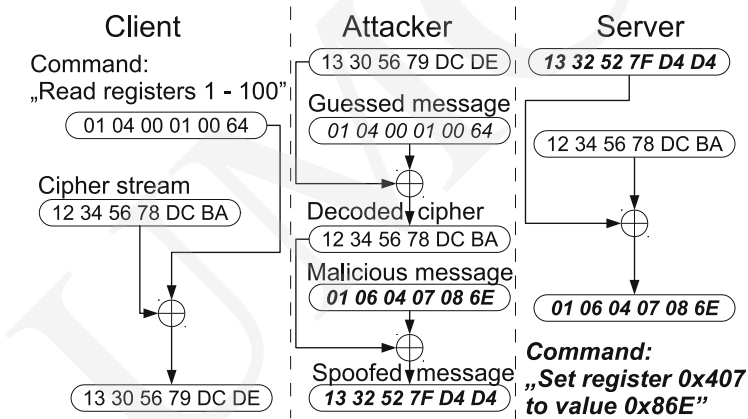 Client
Command:
„Read registers 1 - 100”
01 04 00 01 00 64
Cipher stream
12 34 56 78 DC BA
13 30 56 79 DC DE
Attacker
13 30 56 79 DC DE
Guessed message
01 04 00 01 00 64
Decoded cipher
12 34 56 78 DC BA
Malicious message
01 06 04 07 08 6E
Spoofed message
13 32 52 7F D4 D4
Server
13 32 52 7F D4 D4
12 34 56 78 DC BA
01 06 04 07 08 6E
Command:
„Set register 0x407
to value 0x86E”